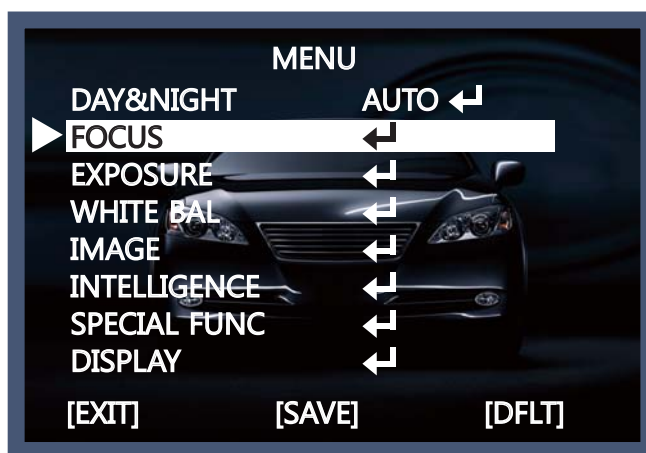 MENU
DAY&NIGHT AUTO ↵
FOCUS ↵
EXPOSURE ↵
WHITE BAL ↵
IMAGE ↵
INTELLIGENCE ↵
SPECIAL FUNC ↵
DISPLAY ↵
[EXIT] [SAVE] [DFLT]